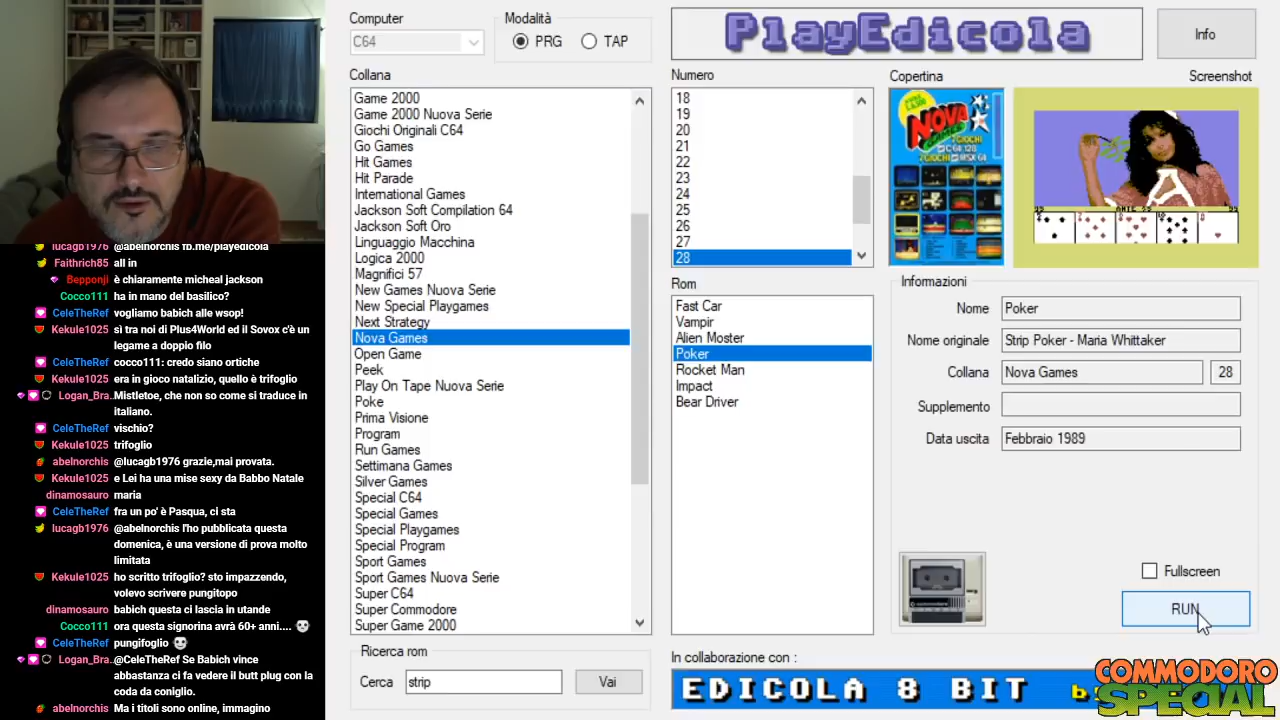 Computer
C64
Modalità
PRG
TAP
PlayEdicola
Info
Collana
Game 2000
Game 2000 Nuova Serie
Giochi Originali C64
Go Games
Hit Games
Hit Parade
International Games
Jackson Soft Compilation 64
Jackson Soft Oro
Linguaggio Macchina
Logica 2000
Magnifici 57
New Games Nuova Serie
New Special Playgames
Next Strategy
Nova Games
Open Game
Peek
Play On Tape Nuova Serie
Poke
Prima Visione
Program
Run Games
Settimana Games
Silver Games
Special C64
Special Games
Special Playgames
Special Program
Sport Games
Sport Games Nuova Serie
Super C64
Super Commodore
Super Game 2000
Numero
18
19
20
21
22
23
24
25
26
27
28
Copertina
Screenshot
NOVA
GAMES
7 GIOCHI
C 64/128
7 GIOCHI MSX 64
Rom
Fast Car
Vampir
Alien Moster
Poker
Rocket Man
Impact
Bear Driver
Informazioni
Nome
Poker
Nome originale
Strip Poker - Maria Whittaker
Collana
Nova Games
28
Supplemento
Data uscita
Febbraio 1989
Fullscreen
RUN
Ricerca rom
Cerca
strip
Vai
In collaborazione con :
EDICOLA 8 BIT
COMMODORO
SPECIAL
lucagb1976 @abelnorchis fb.me/playedicola
Faithrich85 all in
Bepponji è chiaramente micheal jackson
Cocco111 ha in mano del basilico?
CeleTheRef vogliamo babich alle wsop!
Kekule1025 sì tra noi di Plus4World ed il Sovox c'è un
legame a doppio filo
CeleTheRef cocco111: credo siano ortiche
Kekule1025 era in gioco natalizio, quello è trifoglio
Logan_Bra.. Mistletoe, che non so come si traduce in
italiano.
CeleTheRef vischio?
Kekule1025 trifoglio
abelnorchis @lucagb1976 grazie,mai provata.
Kekule1025 e Lei ha una mise sexy da Babbo Natale
dinamosauro maria
CeleTheRef fra un po' è Pasqua, ci sta
lucagb1976 @abelnorchis l'ho pubblicata questa
domenica, è una versione di prova molto
limitata
Kekule1025 ho scritto trifoglio? sto impazzendo,
volevo scrivere pungitopo
dinamosauro babich questa ci lascia in utande
Cocco111 ora questa signorina avrà 60+ anni....
CeleTheRef pungifoglio
Logan_Bra.. @CeleTheRef Se Babich vince
abbastanza ci fa vedere il butt plug con la
coda da coniglio.
abelnorchis Ma i titoli sono online, immagino